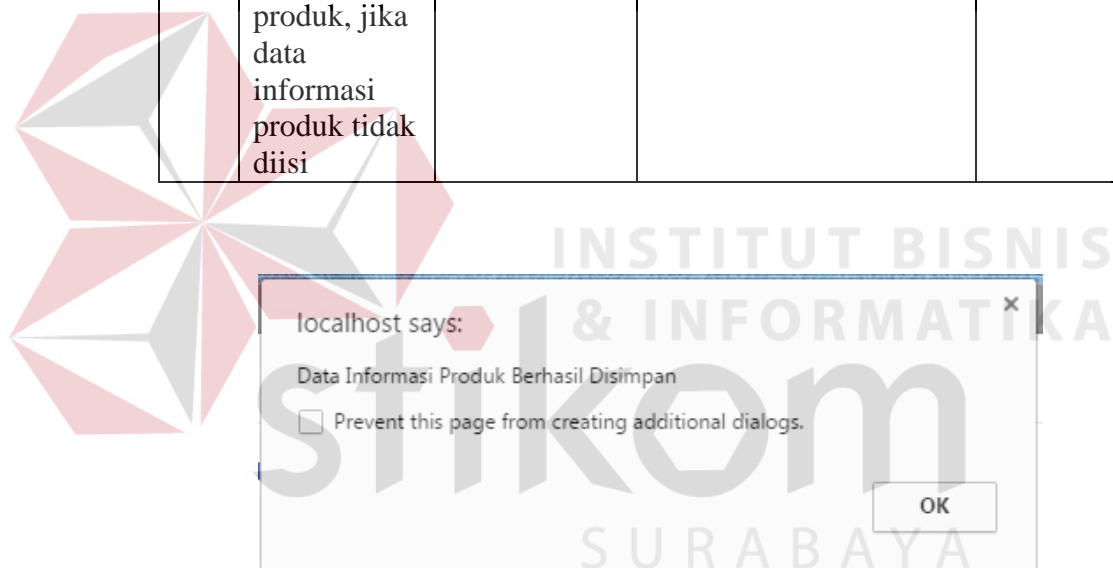 produk, jika
data
informasi
produk tidak
diisi
INSTITUT BISNIS
& INFORMATIKA
stikom
SURABAYA
localhost says:
Data Informasi Produk Berhasil Disimpan
Prevent this page from creating additional dialogs.
OK